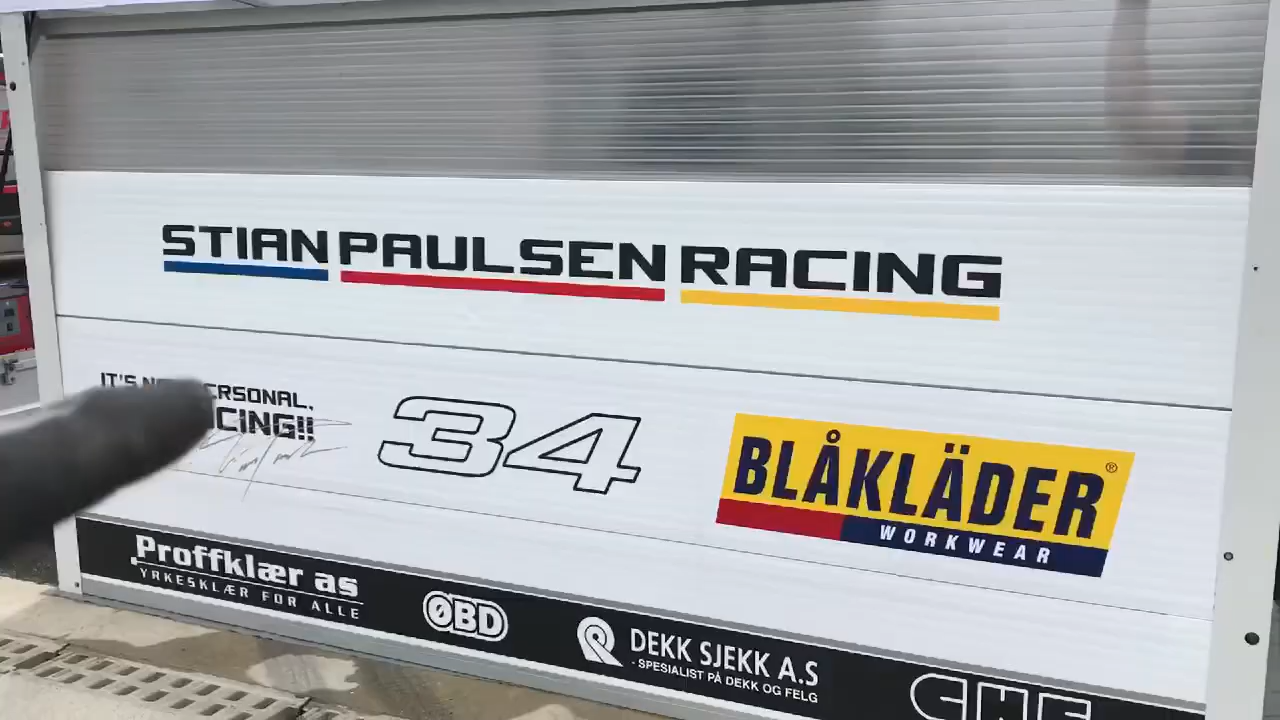 STIAN PAULSEN RACING
IT'S PERSONAL,
34
BLÅKLÄDER®
WORKWEAR
Proffklær as
YRKESKLÆR FOR ALLE
ØBD
DEKK SJEKK A.S
- SPESIALIST PÅ DEKK OG FELG